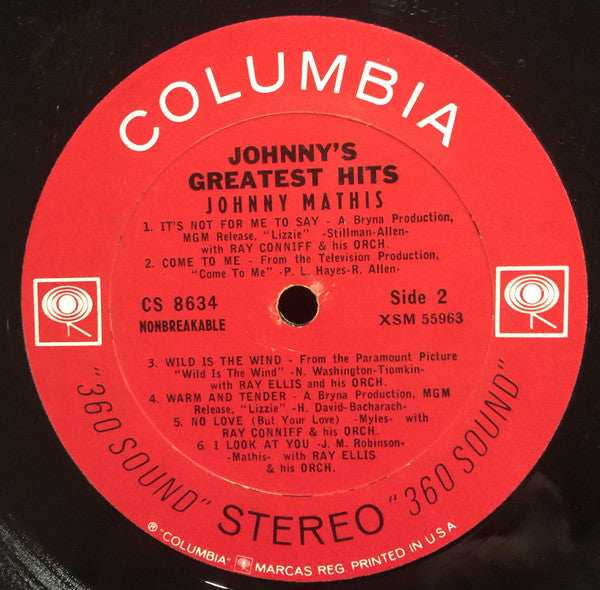 COLUMBIA
JOHNNY'S
GREATEST HITS
JOHNNY MATHIS
1. IT'S NOT FOR ME TO SAY - A Bryna Production,
MGM Release, "Lizzie" -Stillman-Allen-
with RAY CONNIFF & his ORCH.
2. COME TO ME - From the Television Production,
"Come To Me" -P. L. Hayes-R. Allen-
CS 8634
NONBREAKABLE
Side 2
XSM 55963
3. WILD IS THE WIND - From the Paramount Picture
"Wild Is The Wind" -N. Washington-Tiomkin-
with RAY ELLIS and his ORCH.
4. WARM AND TENDER - A Bryna Production, MGM
Release, "Lizzie" -H. David-Bacharach-
5. NO LOVE (But Your Love) -Myles- with
RAY CONNIFF & his ORCH.
6. I LOOK AT YOU -J. M. Robinson-
-Mathis- with RAY ELLIS
& his ORCH.
"360 SOUND" STEREO "360 SOUND"
® "COLUMBIA" MARCAS REG. PRINTED IN U.S.A